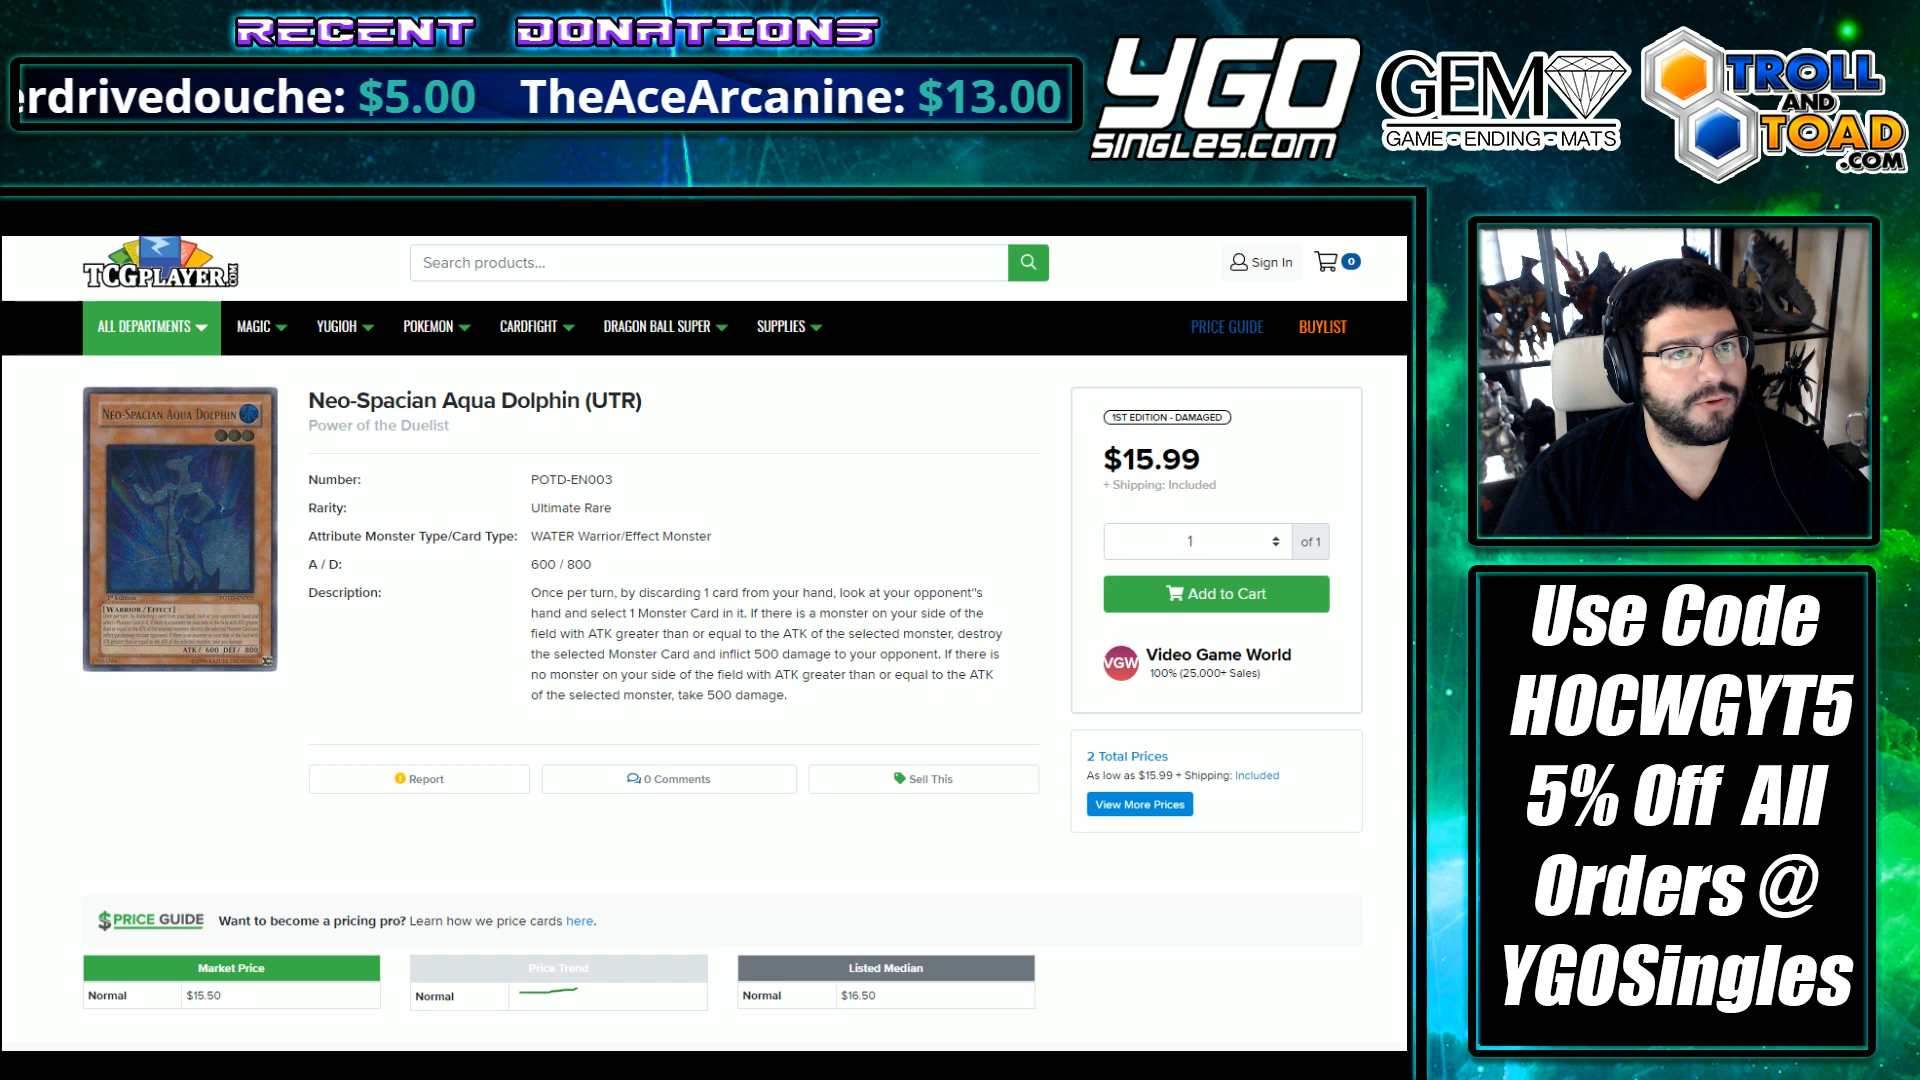 RECENT DONATIONS
erdrivedouche: $5.00 TheAceArcanine: $13.00
YGO
SINGLES.COM
GEM
GAME - ENDING - MATS
TROLL
AND
TOAD
.COM
TCGPLAYER.COM
Search products...
Sign In
0
ALL DEPARTMENTS
MAGIC
YUGIOH
POKEMON
CARDFIGHT
DRAGON BALL SUPER
SUPPLIES
PRICE GUIDE
BUYLIST
NEO-SPACIAN AQUA DOLPHIN
1st Edition
POTD-EN003
[WARRIOR/EFFECT]
ATK/ 600 DEF/ 800
Neo-Spacian Aqua Dolphin (UTR)
Power of the Duelist
Number: POTD-EN003
Rarity: Ultimate Rare
Attribute Monster Type/Card Type: WATER Warrior/Effect Monster
A / D: 600 / 800
Description: Once per turn, by discarding 1 card from your hand, look at your opponent''s
hand and select 1 Monster Card in it. If there is a monster on your side of the
field with ATK greater than or equal to the ATK of the selected monster, destroy
the selected Monster Card and inflict 500 damage to your opponent. If there is
no monster on your side of the field with ATK greater than or equal to the ATK
of the selected monster, take 500 damage.
Report
0 Comments
Sell This
1ST EDITION - DAMAGED
$15.99
+ Shipping: Included
1 of 1
Add to Cart
VGW
Video Game World
100% (25,000+ Sales)
2 Total Prices
As low as $15.99 + Shipping: Included
View More Prices
$PRICE GUIDE
Want to become a pricing pro? Learn how we price cards here.
Market Price
Normal $15.50
Price Trend
Normal
Listed Median
Normal $16.50
Use Code
HOCWGYT5
5% Off All
Orders @
YGOSingles